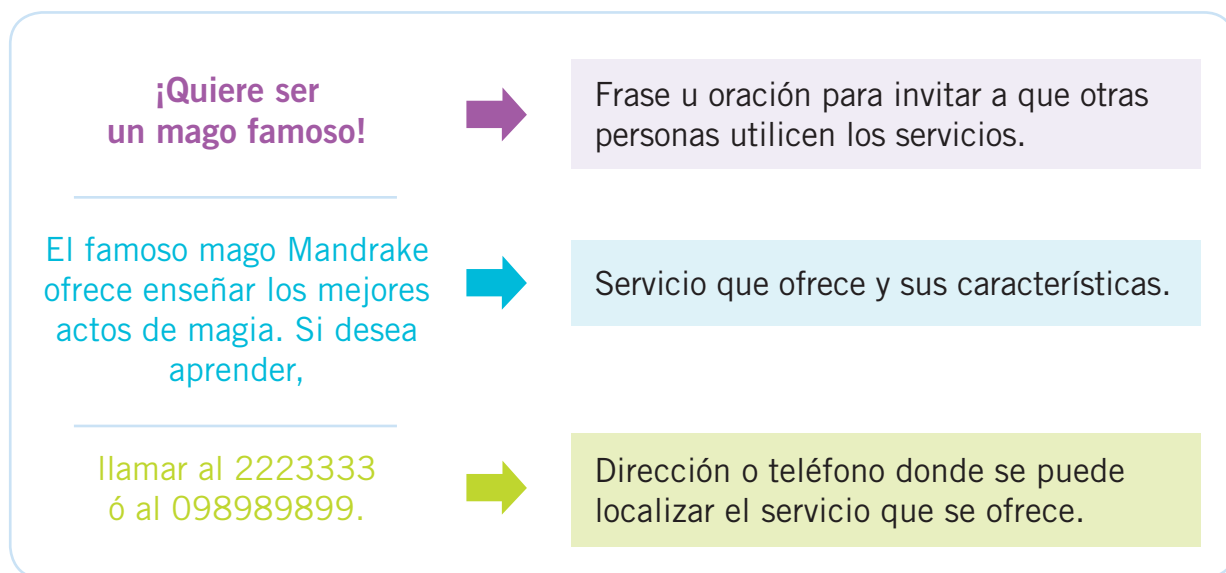 ¡Quiere ser
un mago famoso!
Frase u oración para invitar a que otras
personas utilicen los servicios.
El famoso mago Mandrake
ofrece enseñar los mejores
actos de magia. Si desea
aprender,
Servicio que ofrece y sus características.
llamar al 2223333
ó al 098989899.
Dirección o teléfono donde se puede
localizar el servicio que se ofrece.